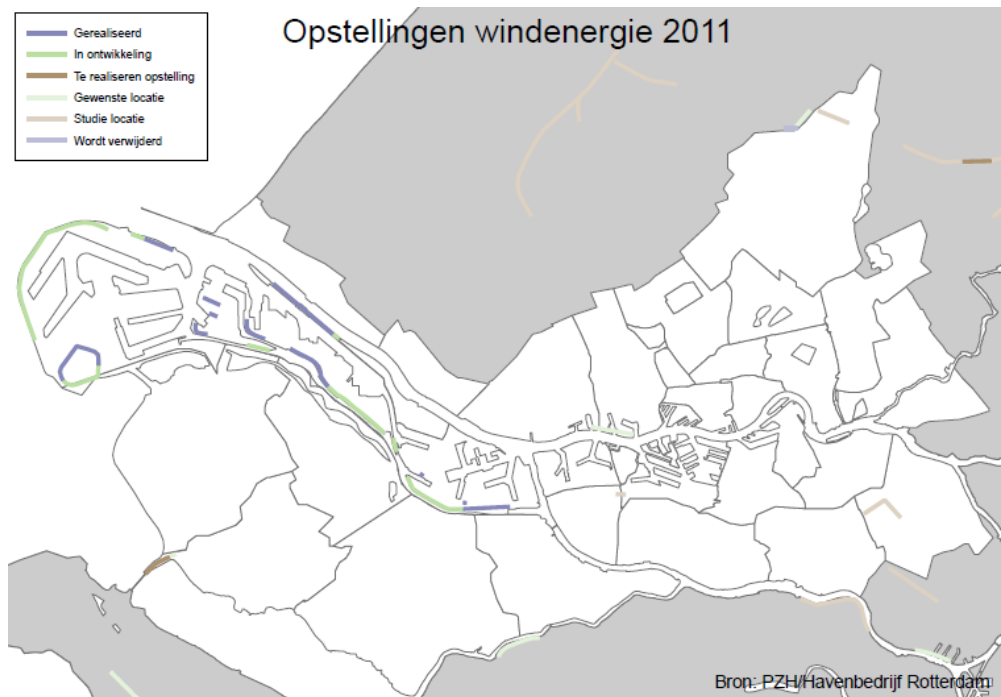 Opstellingen windenergie 2011
Gerealiseerd
In ontwikkeling
Te realiseren opstelling
Gewenste locatie
Studie locatie
Wordt verwijderd
Bron: PZH/Havenbedrijf Rotterdam